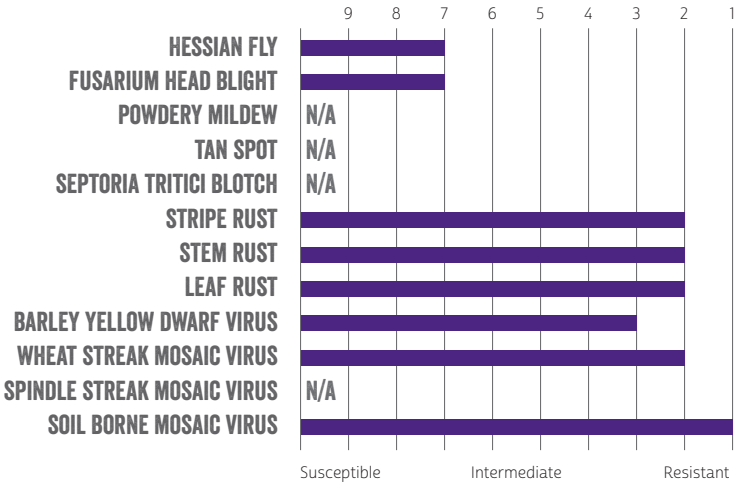 9 8 7 6 5 4 3 2 1
HESSIAN FLY
FUSARIUM HEAD BLIGHT
POWDERY MILDEW N/A
TAN SPOT N/A
SEPTORIA TRITICI BLOTCH N/A
STRIPE RUST
STEM RUST
LEAF RUST
BARLEY YELLOW DWARF VIRUS
WHEAT STREAK MOSAIC VIRUS
SPINDLE STREAK MOSAIC VIRUS N/A
SOIL BORNE MOSAIC VIRUS
Susceptible Intermediate Resistant